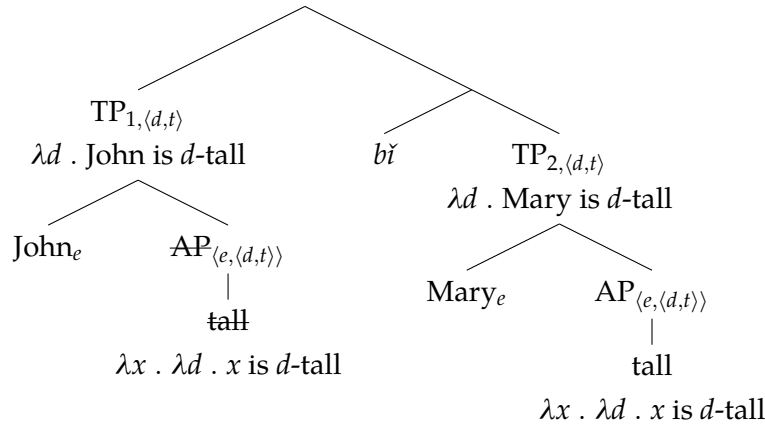 TP₁,⟨d,t⟩
λd . John is d-tall
bǐ
TP₂,⟨d,t⟩
λd . Mary is d-tall
Johnₑ
AP⟨e,⟨d,t⟩⟩
tall
λx . λd . x is d-tall
Maryₑ
AP⟨e,⟨d,t⟩⟩
tall
λx . λd . x is d-tall